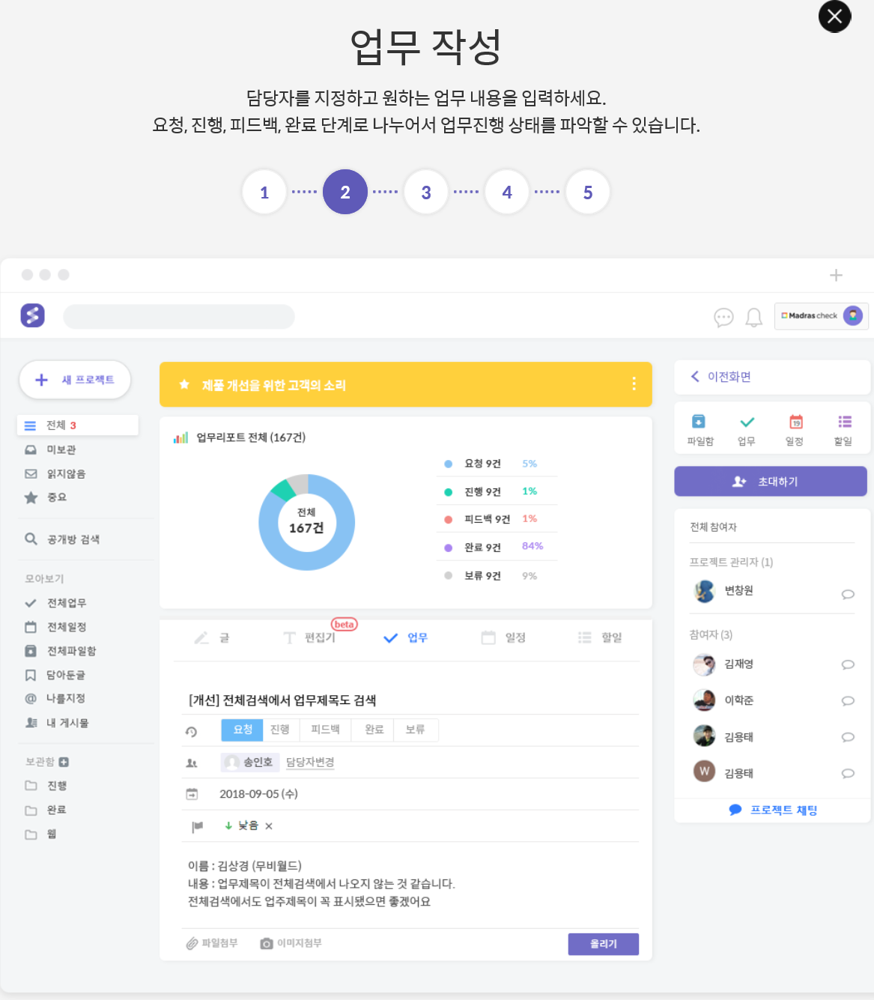 업무 작성
담당자를 지정하고 원하는 업무 내용을 입력하세요.
요청, 진행, 피드백, 완료 단계로 나누어서 업무진행 상태를 파악할 수 있습니다.
1 2 3 4 5
Madras check
새 프로젝트
전체 3
미보관
읽지않음
중요
공개방 검색
모아보기
전체업무
전체일정
전체파일함
담아둔글
나를지정
내 게시물
보관함
진행
완료
웹
제품 개선을 위한 고객의 소리
업무리포트 전체 (167건)
전체
167건
요청 9건 5%
진행 9건 1%
피드백 9건 1%
완료 9건 84%
보류 9건 9%
글 편집기 beta 업무 일정 할일
[개선] 전체검색에서 업무제목도 검색
요청 진행 피드백 완료 보류
송인호 담당자변경
2018-09-05 (수)
낮음
이름 : 김상경 (무비월드)
내용 : 업무제목이 전체검색에서 나오지 않는 것 같습니다.
전체검색에서도 업주제목이 꼭 표시됐으면 좋겠어요
파일첨부 이미지첨부 올리기
이전화면
19
파일함 업무 일정 할일
초대하기
전체 참여자
프로젝트 관리자 (1)
변창원
참여자 (3)
김재영
이학준
김용태
W 김용태
프로젝트 채팅